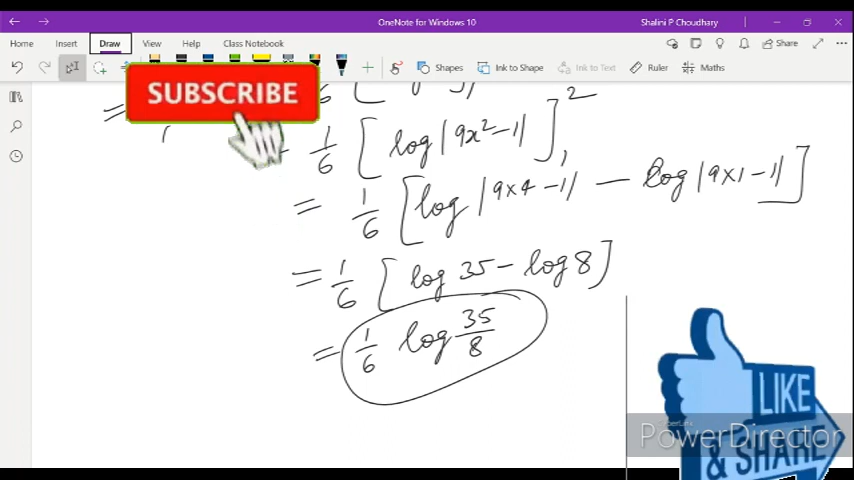 OneNote for Windows 10
Shalini P Choudhary
Home Insert Draw View Help Class Notebook Share
Shapes Ink to Shape Ink to Text Ruler Maths
SUBSCRIBE
1/6 [log|9x²-1|]₁²
= 1/6 [log|9×4-1| - log|9×1-1|]
= 1/6 [log 35 - log 8]
= 1/6 log 35/8
LIKE
& SHARE
CyberLink
PowerDirector